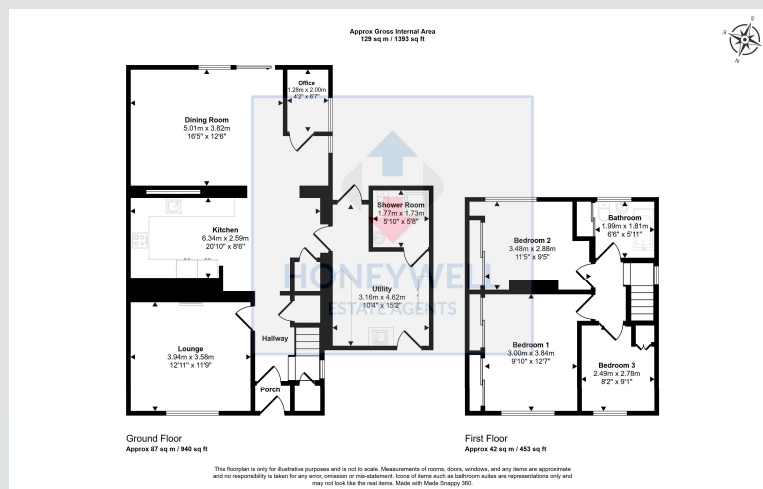 Approx Gross Internal Area
129 sq m / 1393 sq ft
S
N
Office
1.28m x 2.00m
4'2" x 6'7"
Dining Room
5.01m x 3.82m
16'5" x 12'6"
Shower Room
1.77m x 1.73m
5'10" x 5'8"
Kitchen
6.34m x 2.59m
20'10" x 8'6"
Utility
3.16m x 4.62m
10'4" x 15'2"
Lounge
3.94m x 3.58m
12'11" x 11'9"
Hallway
Porch
HONEYWELL
ESTATE AGENTS
Bathroom
1.99m x 1.81m
6'6" x 5'11"
Bedroom 2
3.48m x 2.88m
11'5" x 9'5"
Bedroom 1
3.00m x 3.84m
9'10" x 12'7"
Bedroom 3
2.49m x 2.78m
8'2" x 9'1"
Ground Floor
Approx 87 sq m / 940 sq ft
First Floor
Approx 42 sq m / 453 sq ft
This floorplan is only for illustrative purposes and is not to scale. Measurements of rooms, doors, windows, and any items are approximate
and no responsibility is taken for any error, omission or mis-statement. Icons of items such as bathroom suites are representations only and
may not look like the real items. Made with Made Snappy 360.